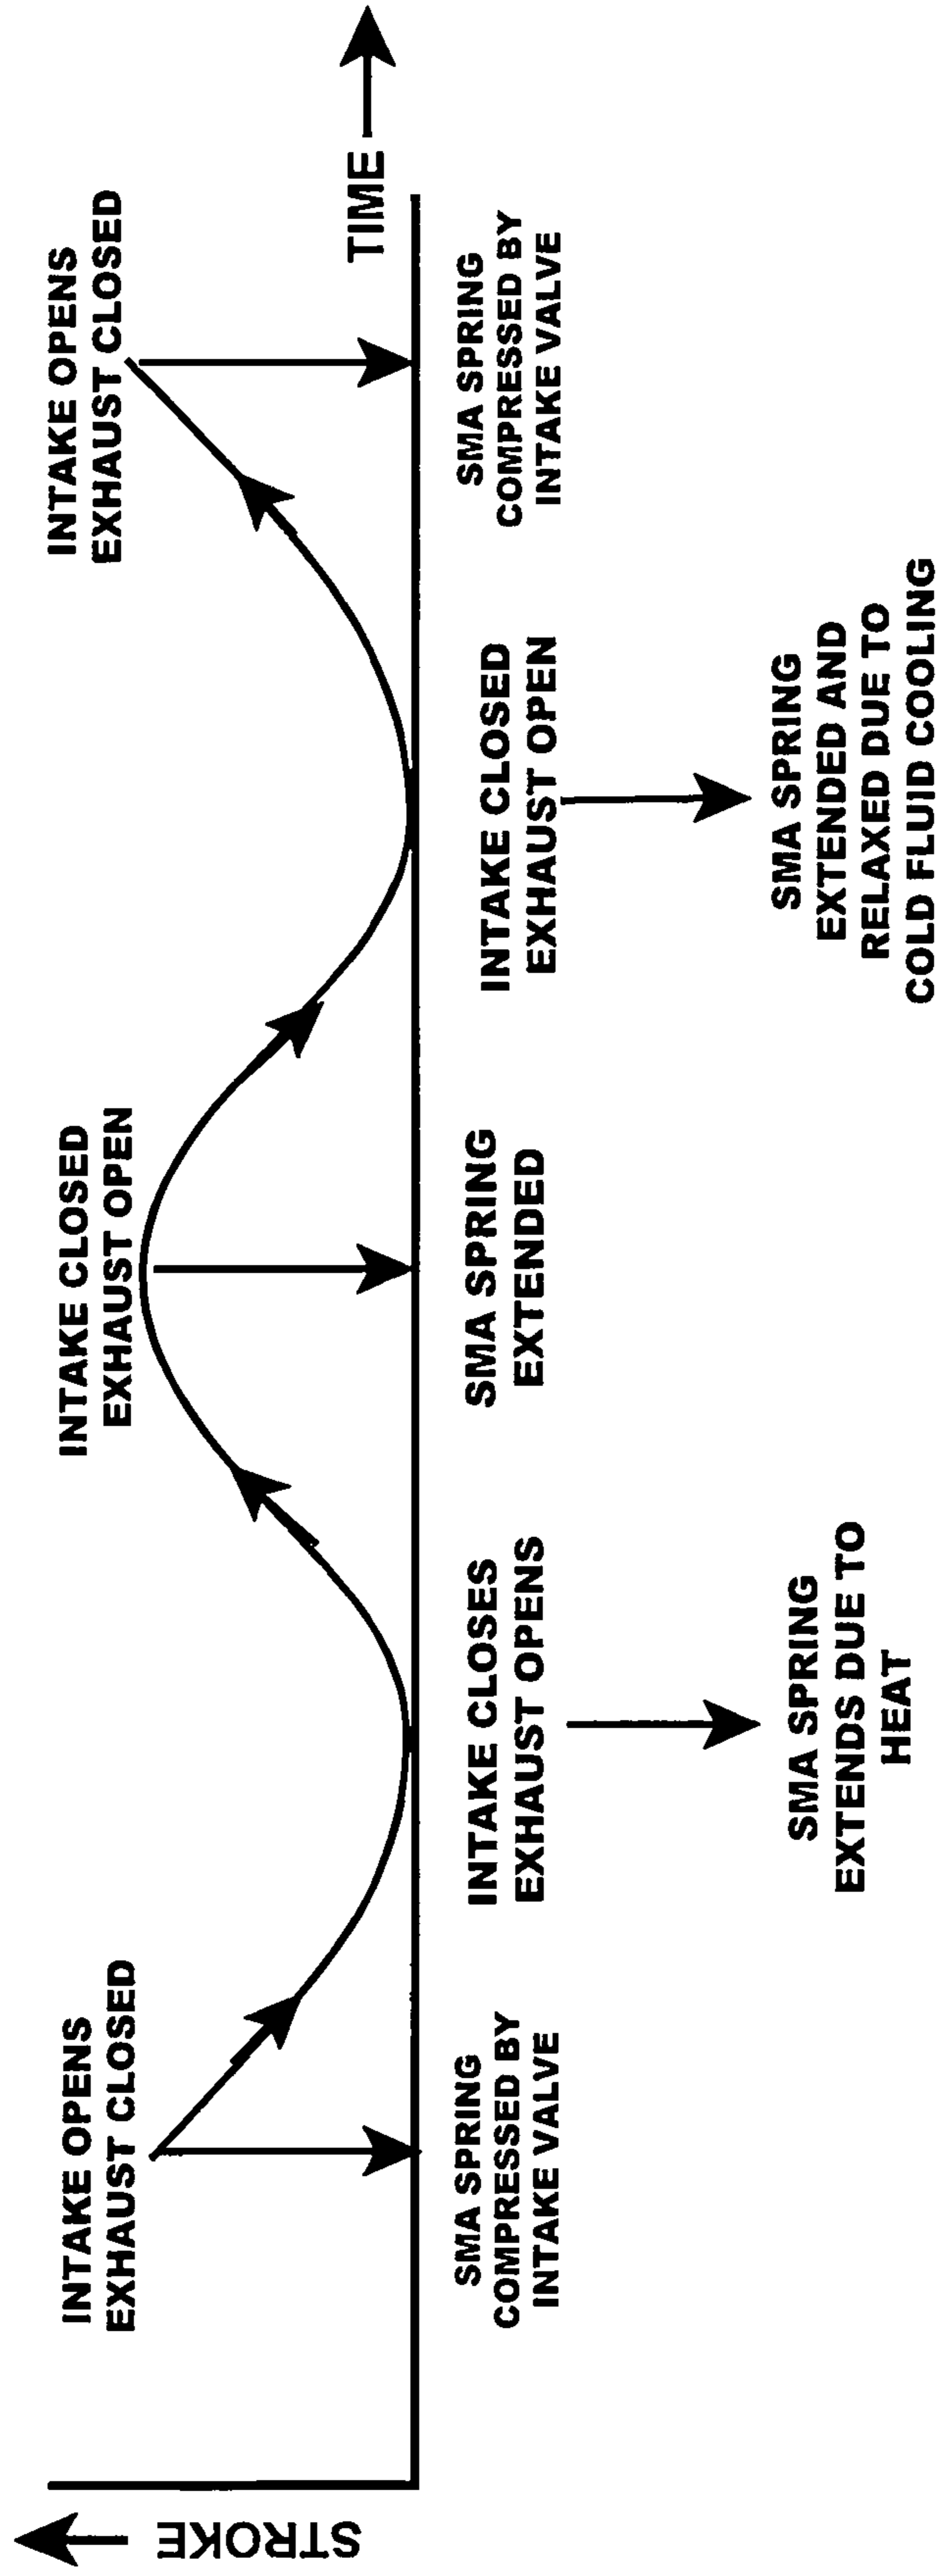 STROKE
INTAKE OPENS
EXHAUST CLOSED
INTAKE CLOSED
EXHAUST OPEN
INTAKE OPENS
EXHAUST CLOSED
TIME
SMA SPRING
COMPRESSED BY
INTAKE VALVE
INTAKE CLOSES
EXHAUST OPENS
SMA SPRING
EXTENDS DUE TO
HEAT
SMA SPRING
EXTENDED
INTAKE CLOSED
EXHAUST OPEN
SMA SPRING
EXTENDED AND
RELAXED DUE TO
COLD FLUID COOLING
SMA SPRING
COMPRESSED BY
INTAKE VALVE